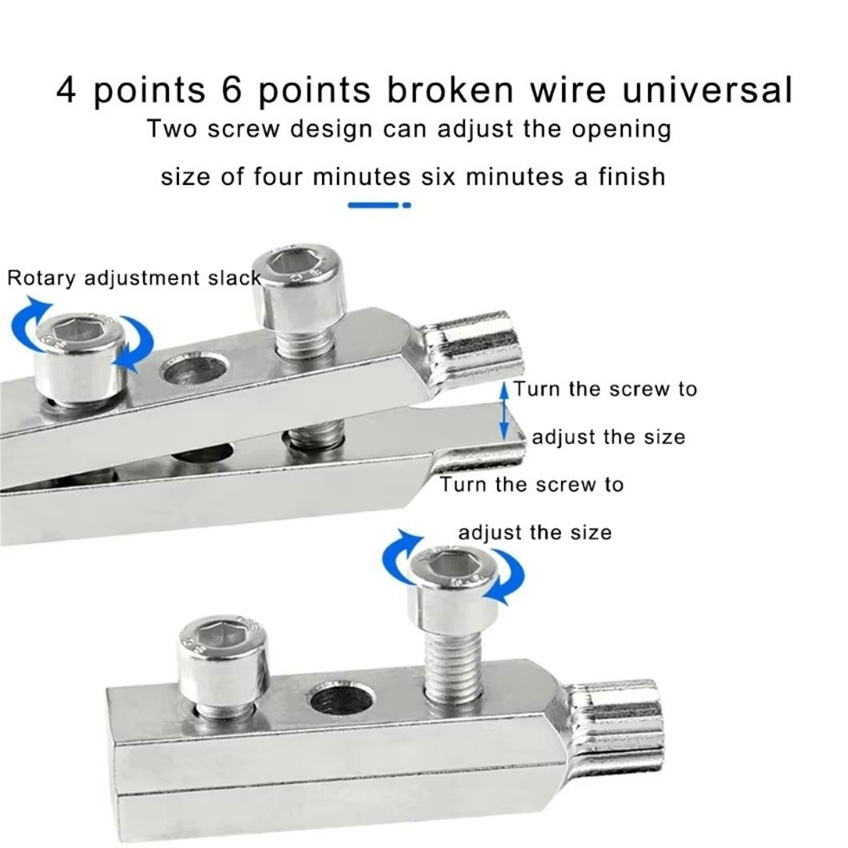 4 points 6 points broken wire universal
Two screw design can adjust the opening
size of four minutes six minutes a finish
Rotary adjustment slack
Turn the screw to
adjust the size
Turn the screw to
adjust the size